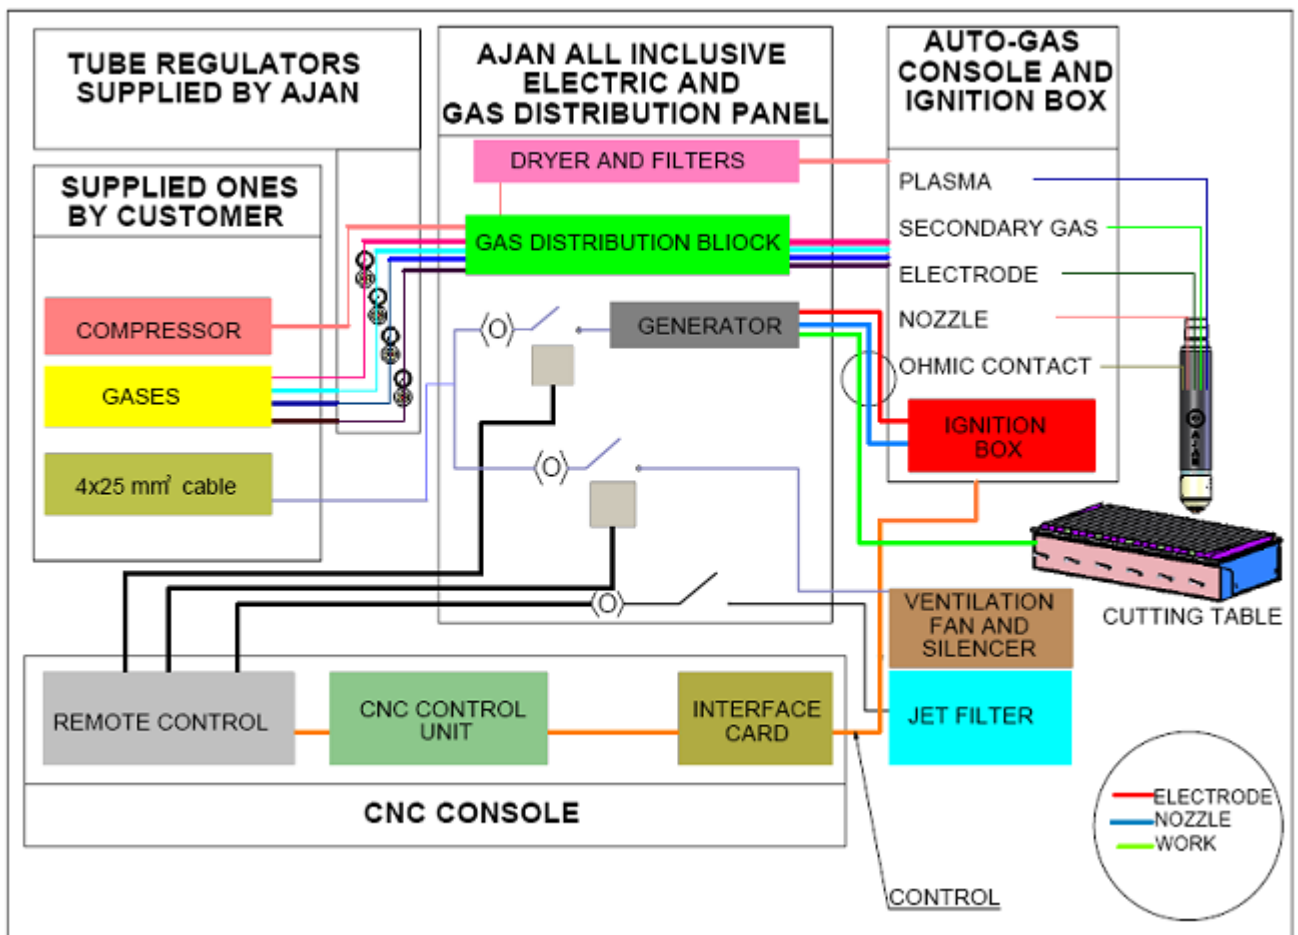 TUBE REGULATORS
SUPPLIED BY AJAN
AJAN ALL INCLUSIVE
ELECTRIC AND
GAS DISTRIBUTION PANEL
AUTO-GAS
CONSOLE AND
IGNITION BOX
SUPPLIED ONES
BY CUSTOMER
DRYER AND FILTERS
GAS DISTRIBUTION BLIOCK
PLASMA
SECONDARY GAS
ELECTRODE
NOZZLE
OHMIC CONTACT
COMPRESSOR
GASES
4x25 mm² cable
GENERATOR
IGNITION
BOX
AJAN
CUTTING TABLE
VENTILATION
FAN AND
SILENCER
JET FILTER
REMOTE CONTROL
CNC CONTROL
UNIT
INTERFACE
CARD
CNC CONSOLE
CONTROL
ELECTRODE
NOZZLE
WORK